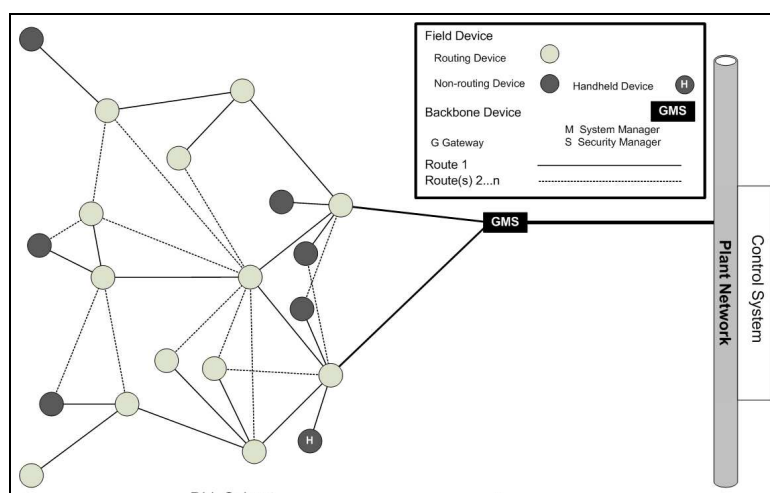 Field Device
Routing Device
Non-routing Device
Handheld Device
H
Backbone Device
GMS
G Gateway
M System Manager
S Security Manager
Route 1
Route(s) 2...n
GMS
Plant Network
Control System
H